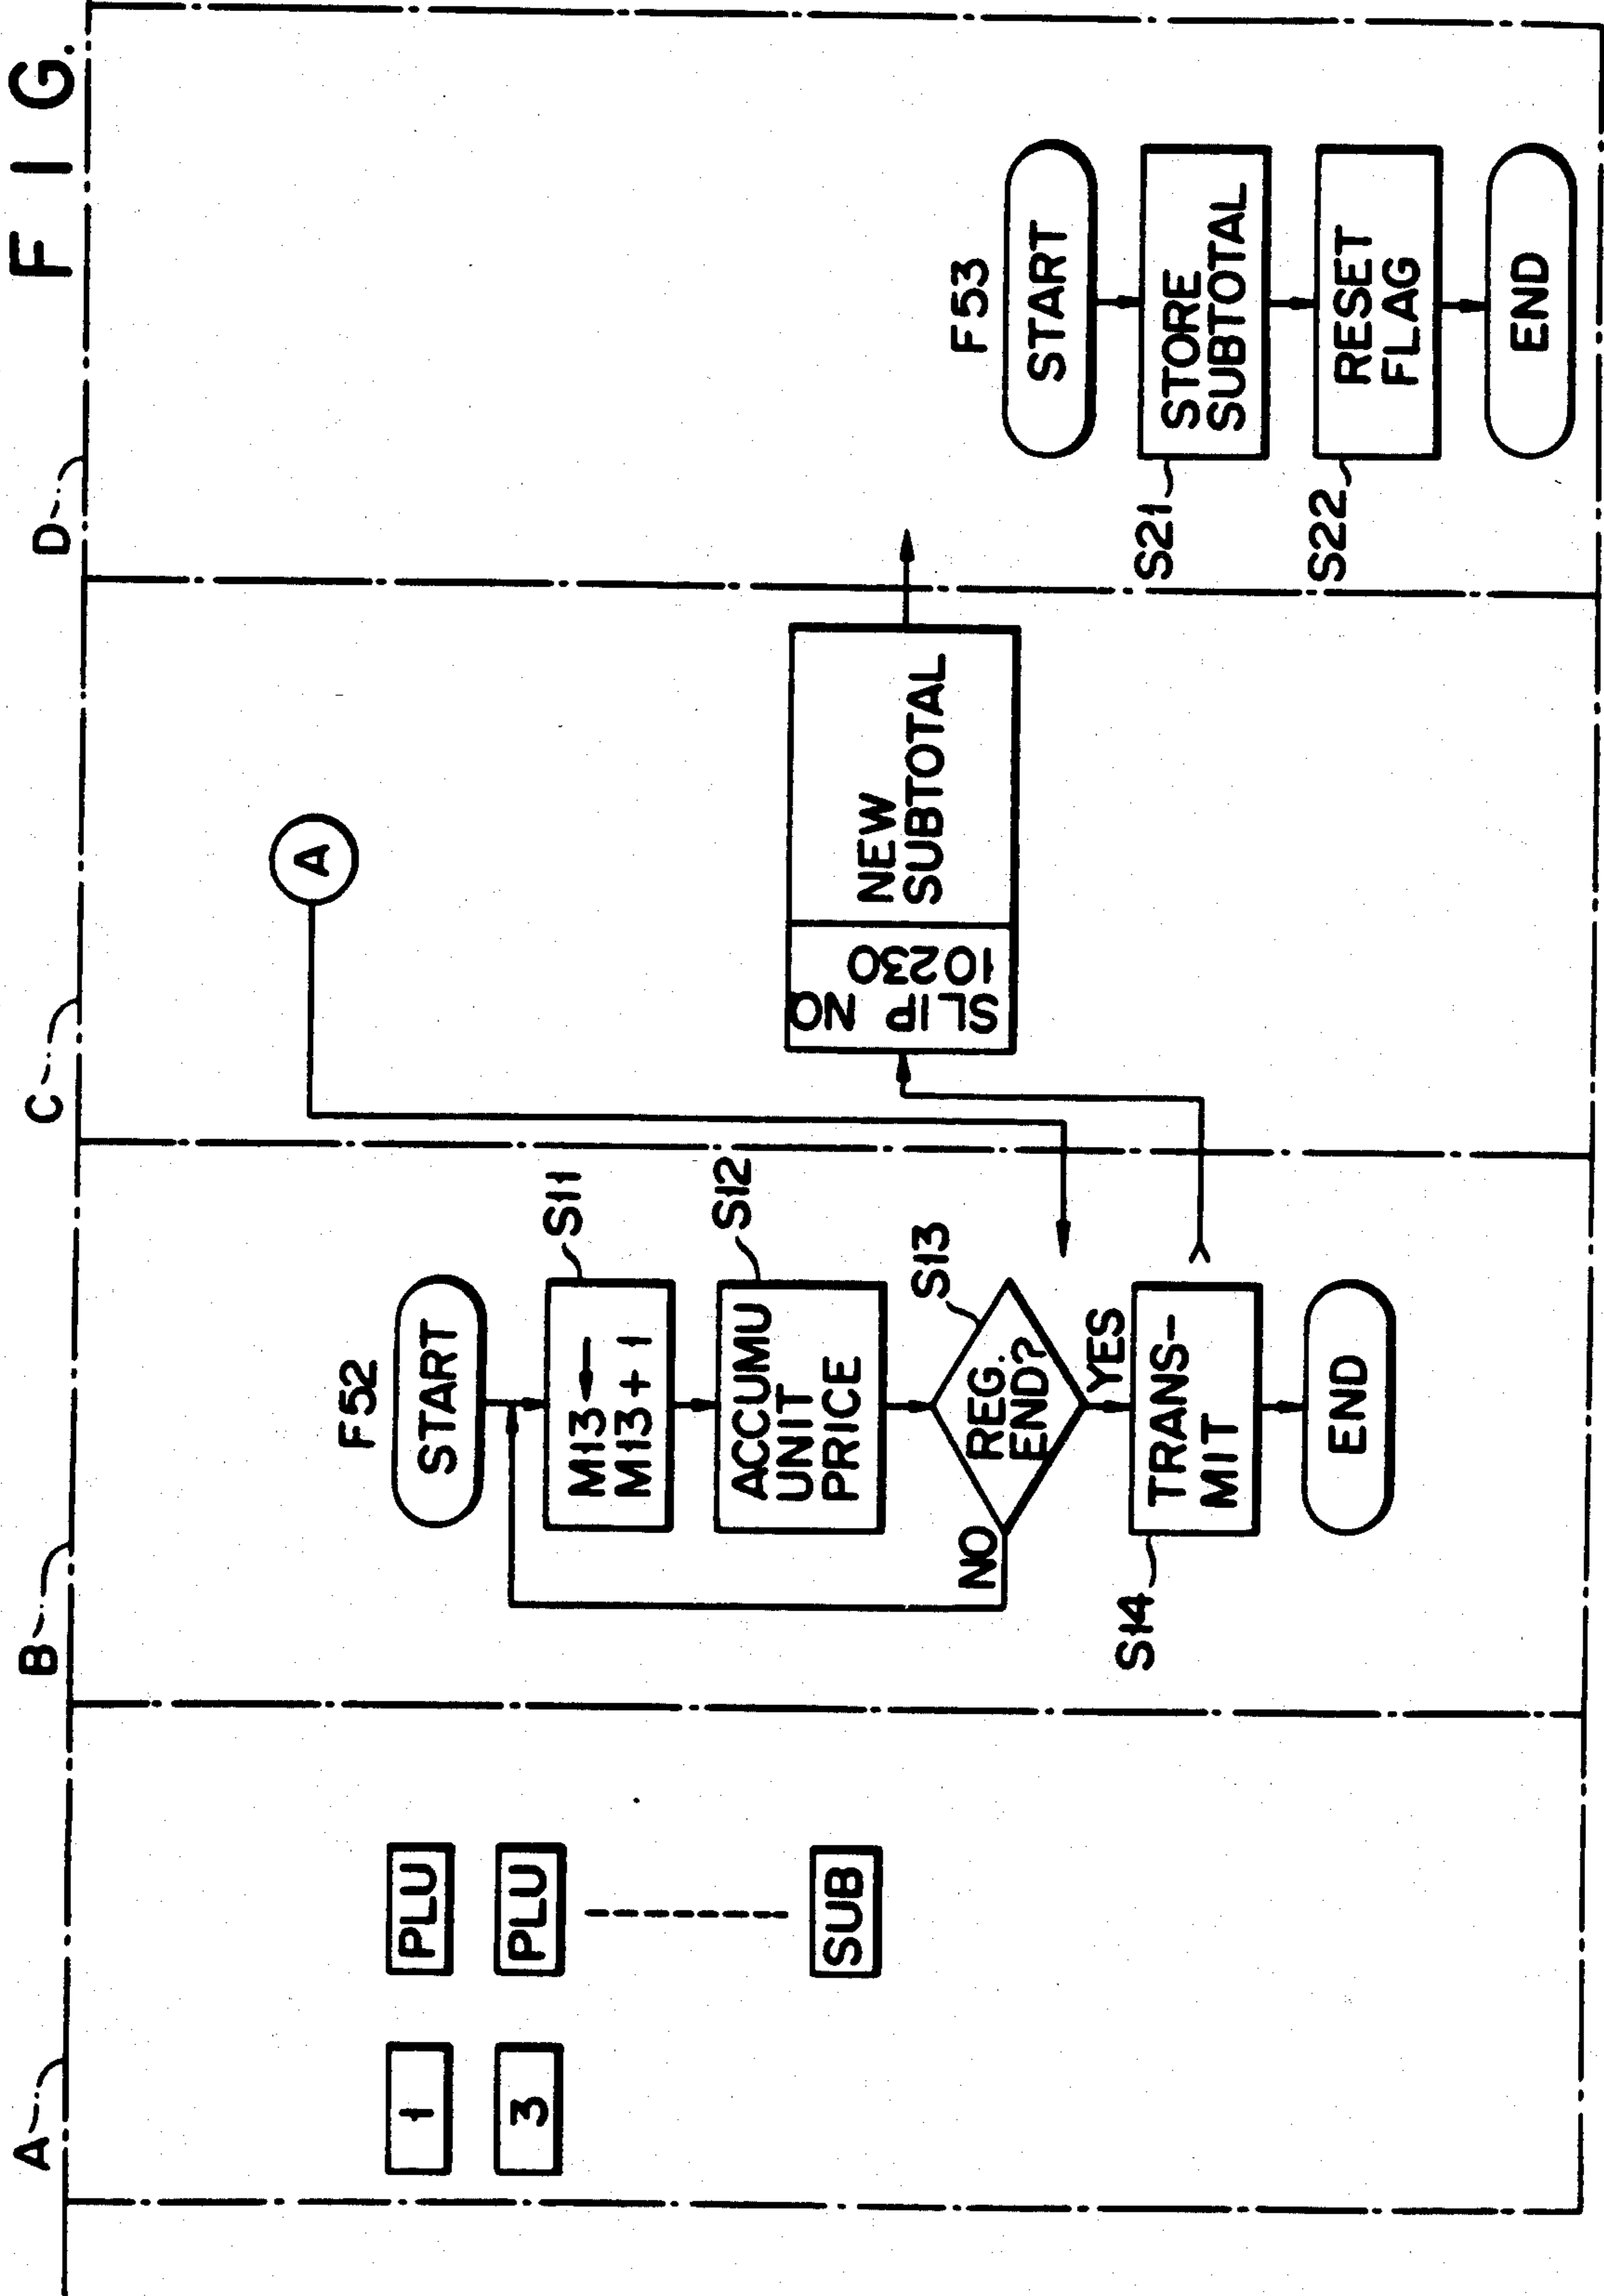 F I G.
A
B
C
D
1
PLU
3
PLU
SUB
F52
START
M13←
M13+1
S11
ACCUMU
UNIT
PRICE
S12
REG.
END?
S13
NO
YES
TRANS-
MIT
S14
END
A
SLIP NO
10230
NEW
SUBTOTAL
F53
START
STORE
SUBTOTAL
S21
RESET
FLAG
S22
END